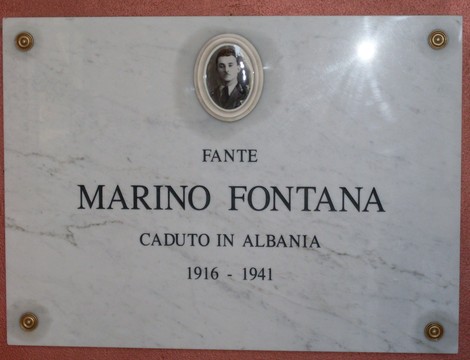 FANTE
MARINO FONTANA
CADUTO IN ALBANIA
1916 - 1941